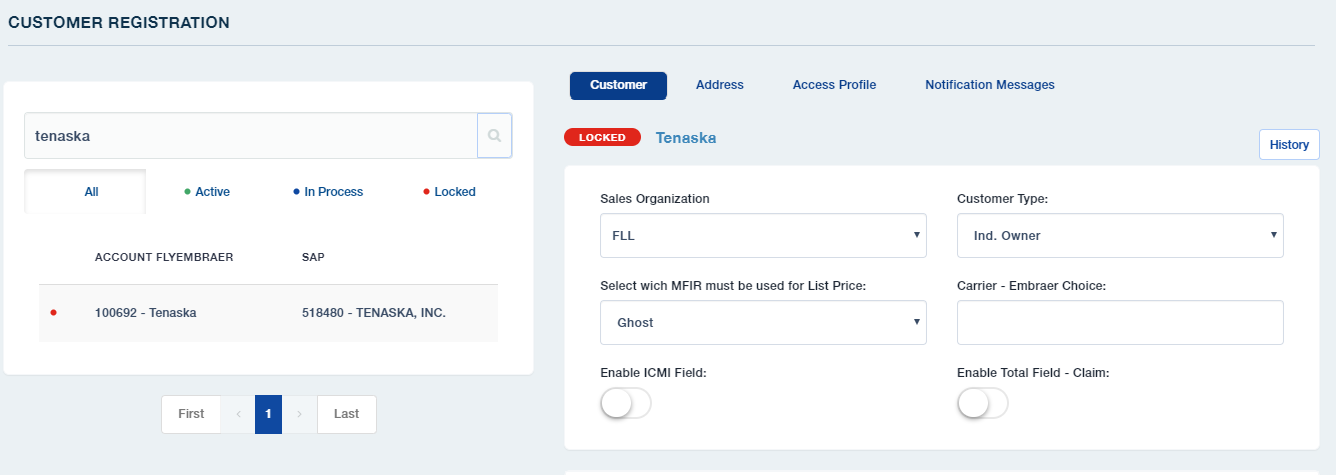 CUSTOMER REGISTRATION
tenaska
All Active In Process Locked
ACCOUNT FLYEMBRAER SAP
100692 - Tenaska 518480 - TENASKA, INC.
First ‹ 1 › Last
Customer Address Access Profile Notification Messages
LOCKED Tenaska
History
Sales Organization Customer Type:
FLL Ind. Owner
Select wich MFIR must be used for List Price: Carrier - Embraer Choice:
Ghost
Enable ICMI Field: Enable Total Field - Claim: